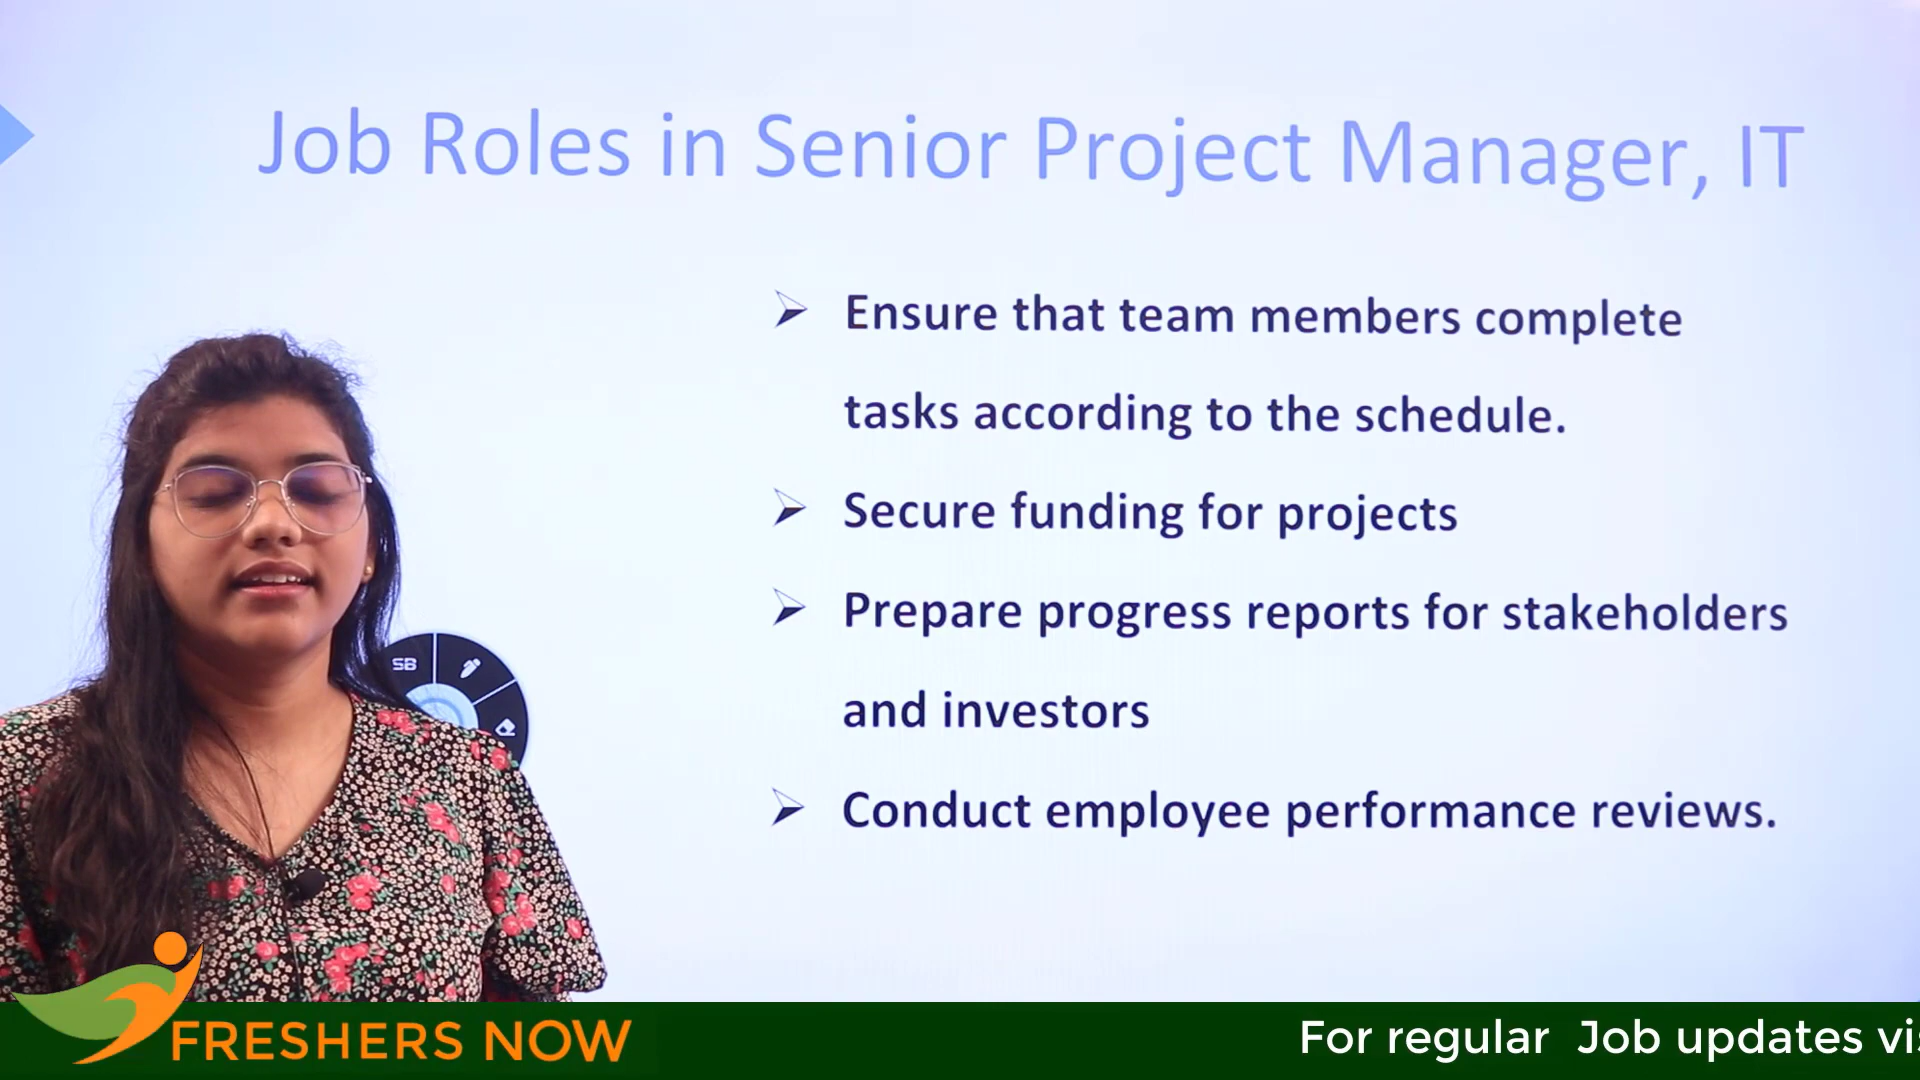 Job Roles in Senior Project Manager, IT
Ensure that team members complete
tasks according to the schedule.
Secure funding for projects
Prepare progress reports for stakeholders
and investors
Conduct employee performance reviews.
SB
FRESHERS NOW
For regular Job updates